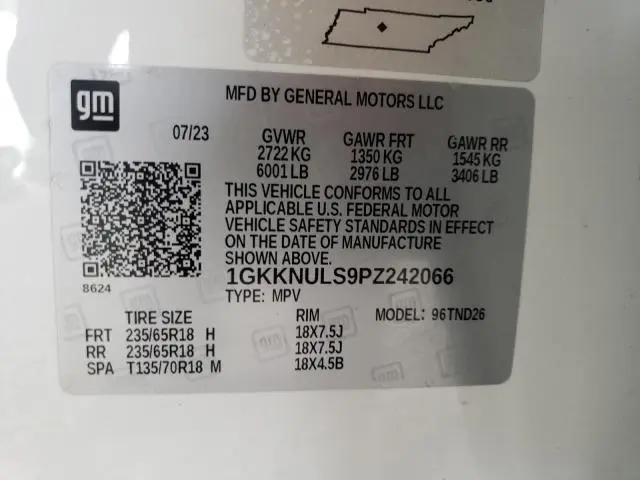 gm
MFD BY GENERAL MOTORS LLC
07/23 GVWR GAWR FRT GAWR RR
2722 KG 1350 KG 1545 KG
6001 LB 2976 LB 3406 LB
THIS VEHICLE CONFORMS TO ALL
APPLICABLE U.S. FEDERAL MOTOR
VEHICLE SAFETY STANDARDS IN EFFECT
ON THE DATE OF MANUFACTURE
SHOWN ABOVE.
1GKKNULS9PZ242066
8624
TYPE: MPV MODEL: 96TND26
TIRE SIZE RIM
FRT 235/65R18 H 18X7.5J
RR 235/65R18 H 18X7.5J
SPA T135/70R18 M 18X4.5B